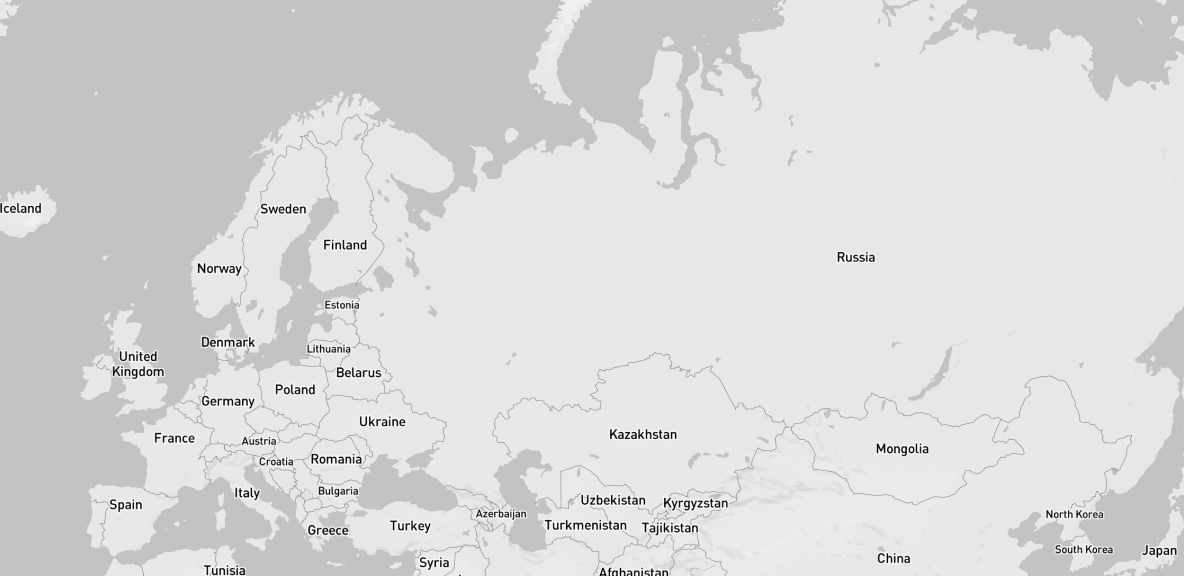 Iceland
Sweden
Finland
Russia
Norway
Estonia
Denmark
Lithuania
United
Kingdom
Belarus
Poland
Germany
Ukraine
France
Austria
Kazakhstan
Mongolia
Croatia
Romania
Italy
Bulgaria
Spain
Uzbekistan
Kyrgyzstan
Azerbaijan
North Korea
Turkey
Turkmenistan
Tajikistan
Greece
South Korea
Japan
China
Syria
Tunisia
Afghanistan